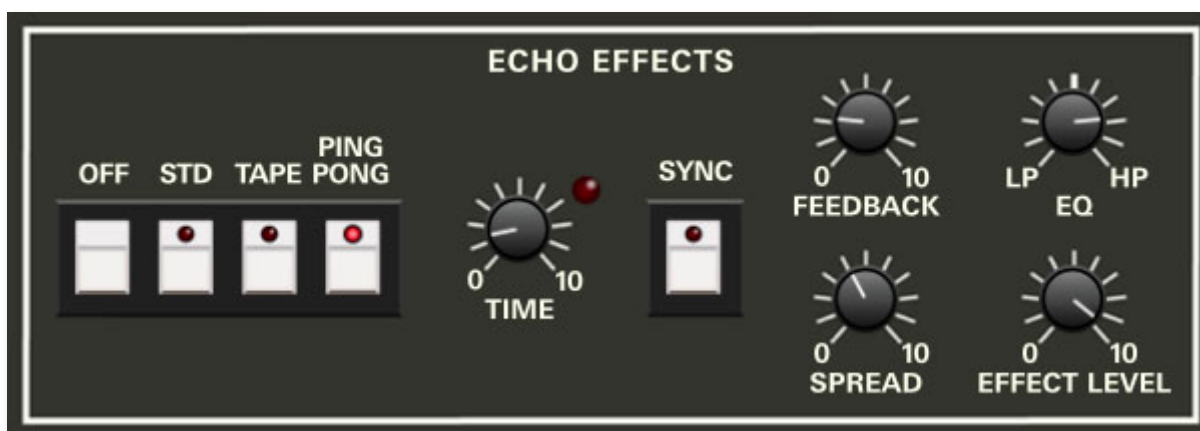 ECHO EFFECTS
OFF STD TAPE PING PONG
0 10
TIME
SYNC
0 10
FEEDBACK
LP HP
EQ
0 10
SPREAD
0 10
EFFECT LEVEL